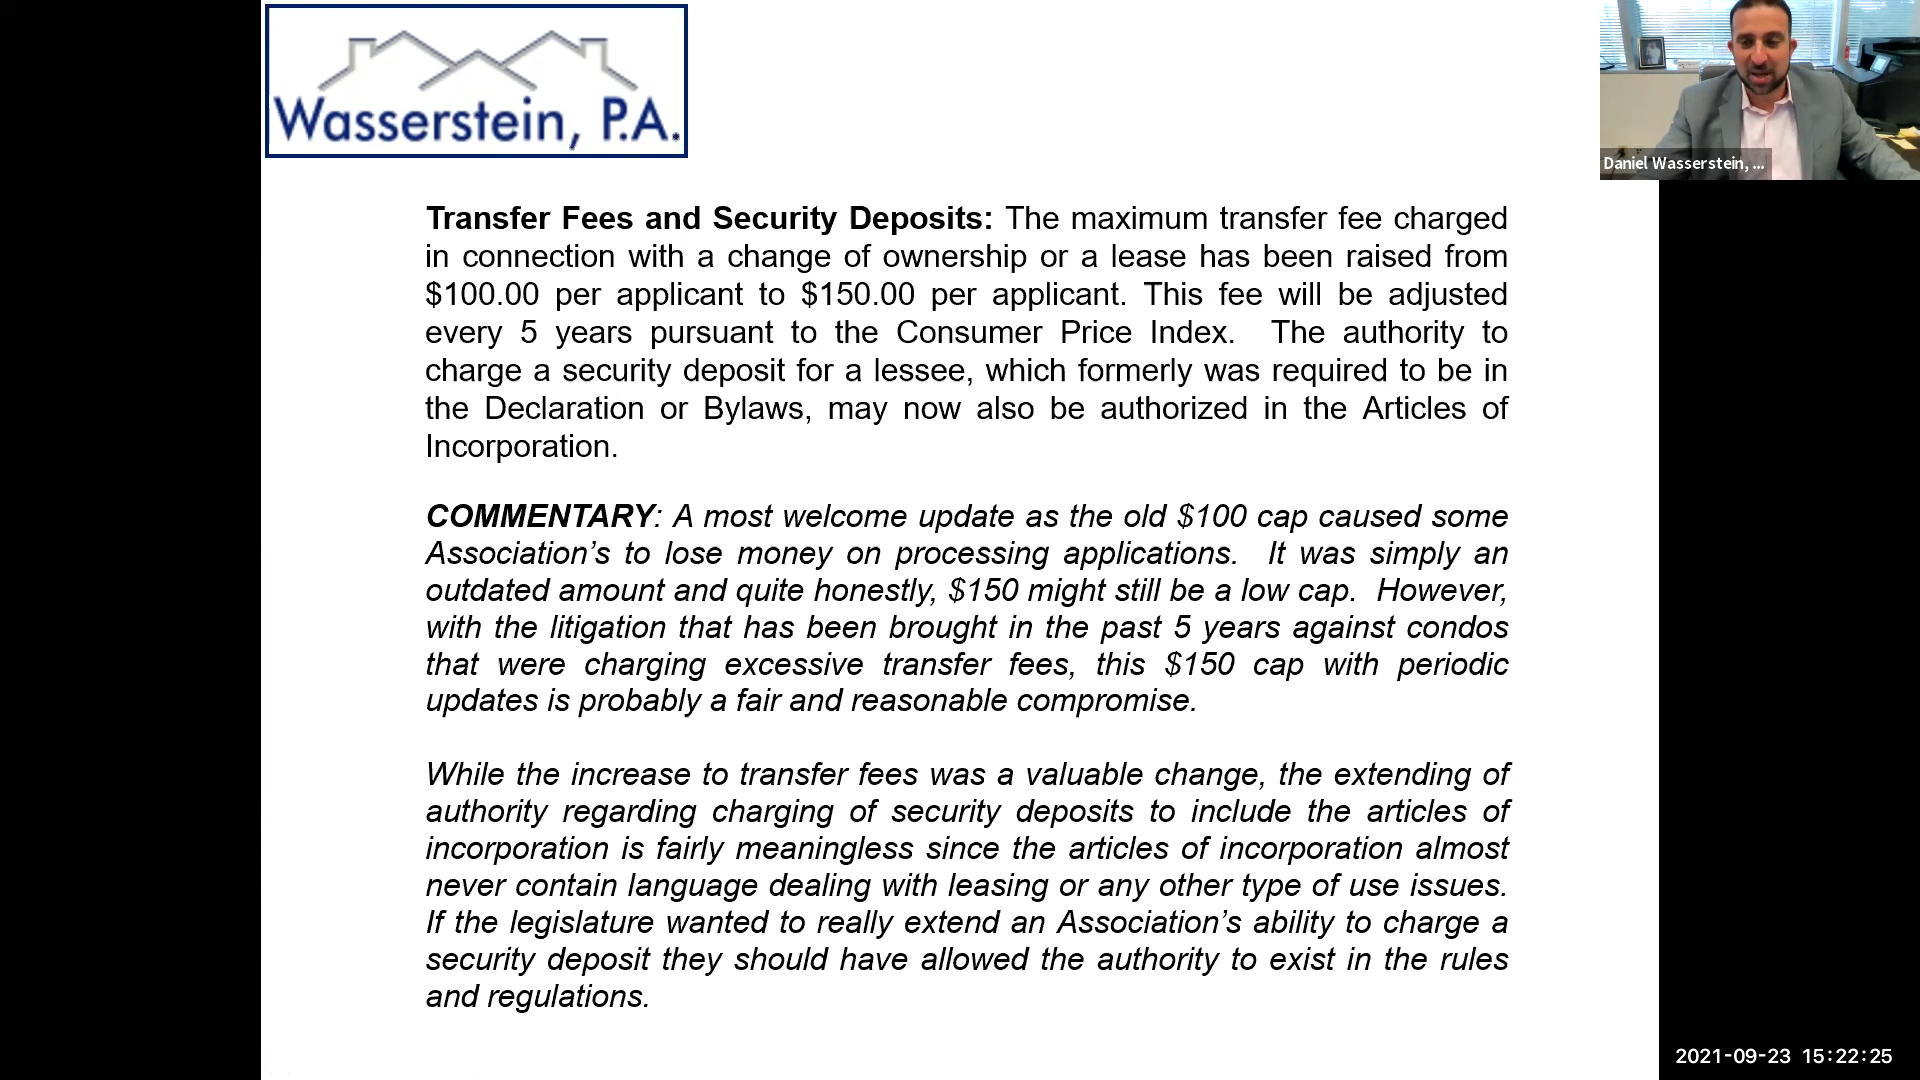 Wasserstein, P.A.
Daniel Wasserstein, ...
Transfer Fees and Security Deposits: The maximum transfer fee charged
in connection with a change of ownership or a lease has been raised from
$100.00 per applicant to $150.00 per applicant. This fee will be adjusted
every 5 years pursuant to the Consumer Price Index. The authority to
charge a security deposit for a lessee, which formerly was required to be in
the Declaration or Bylaws, may now also be authorized in the Articles of
Incorporation.
COMMENTARY: A most welcome update as the old $100 cap caused some
Association's to lose money on processing applications. It was simply an
outdated amount and quite honestly, $150 might still be a low cap. However,
with the litigation that has been brought in the past 5 years against condos
that were charging excessive transfer fees, this $150 cap with periodic
updates is probably a fair and reasonable compromise.
While the increase to transfer fees was a valuable change, the extending of
authority regarding charging of security deposits to include the articles of
incorporation is fairly meaningless since the articles of incorporation almost
never contain language dealing with leasing or any other type of use issues.
If the legislature wanted to really extend an Association's ability to charge a
security deposit they should have allowed the authority to exist in the rules
and regulations.
2021-09-23 15:22:25